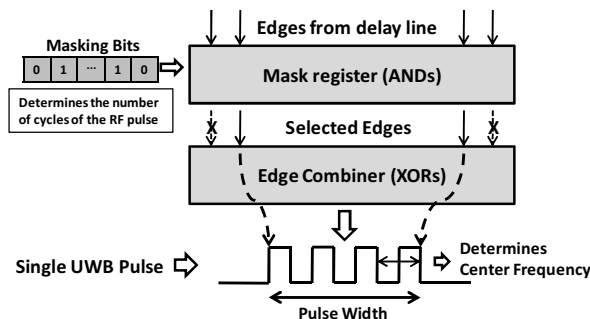 Edges from delay line
Masking Bits
0 1 ... 1 0
Mask register (ANDs)
Determines the number
of cycles of the RF pulse
X Selected Edges X
Edge Combiner (XORs)
Single UWB Pulse
Determines
Center Frequency
Pulse Width